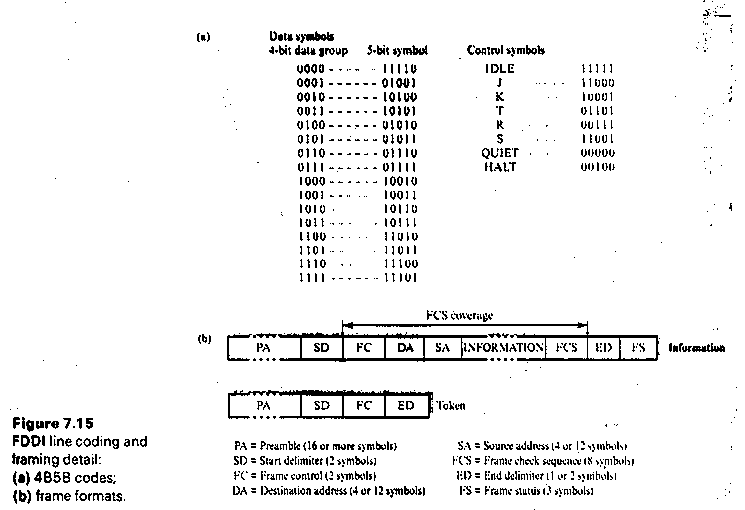 (a)
Data symbols
4-bit data group 5-bit symbol Control symbols
0000 ------ 11110 IDLE 11111
0001 ------ 01001 J 11000
0010 ------ 10100 K 10001
0011 ------ 10101 T 01101
0100 ------ 01010 R 00111
0101 ------ 01011 S 11001
0110 ------ 01110 QUIET 00000
0111 ------ 01111 HALT 00100
1000 ------ 10010
1001 ------ 10011
1010 ------ 10110
1011 ------ 10111
1100 ------ 11010
1101 ------ 11011
1110 ------ 11100
1111 ------ 11101
FCS coverage
(b)
PA SD FC DA SA INFORMATION FCS ED FS Information
PA SD FC ED Token
Figure 7.15
FDDI line coding and
framing detail:
(a) 4B5B codes;
(b) frame formats.
PA = Preamble (16 or more symbols)
SD = Start delimiter (2 symbols)
FC = Frame control (2 symbols)
DA = Destination address (4 or 12 symbols)
SA = Source address (4 or 12 symbols)
FCS = Frame check sequence (8 symbols)
ED = End delimiter (1 or 2 symbols)
FS = Frame status (3 symbols)